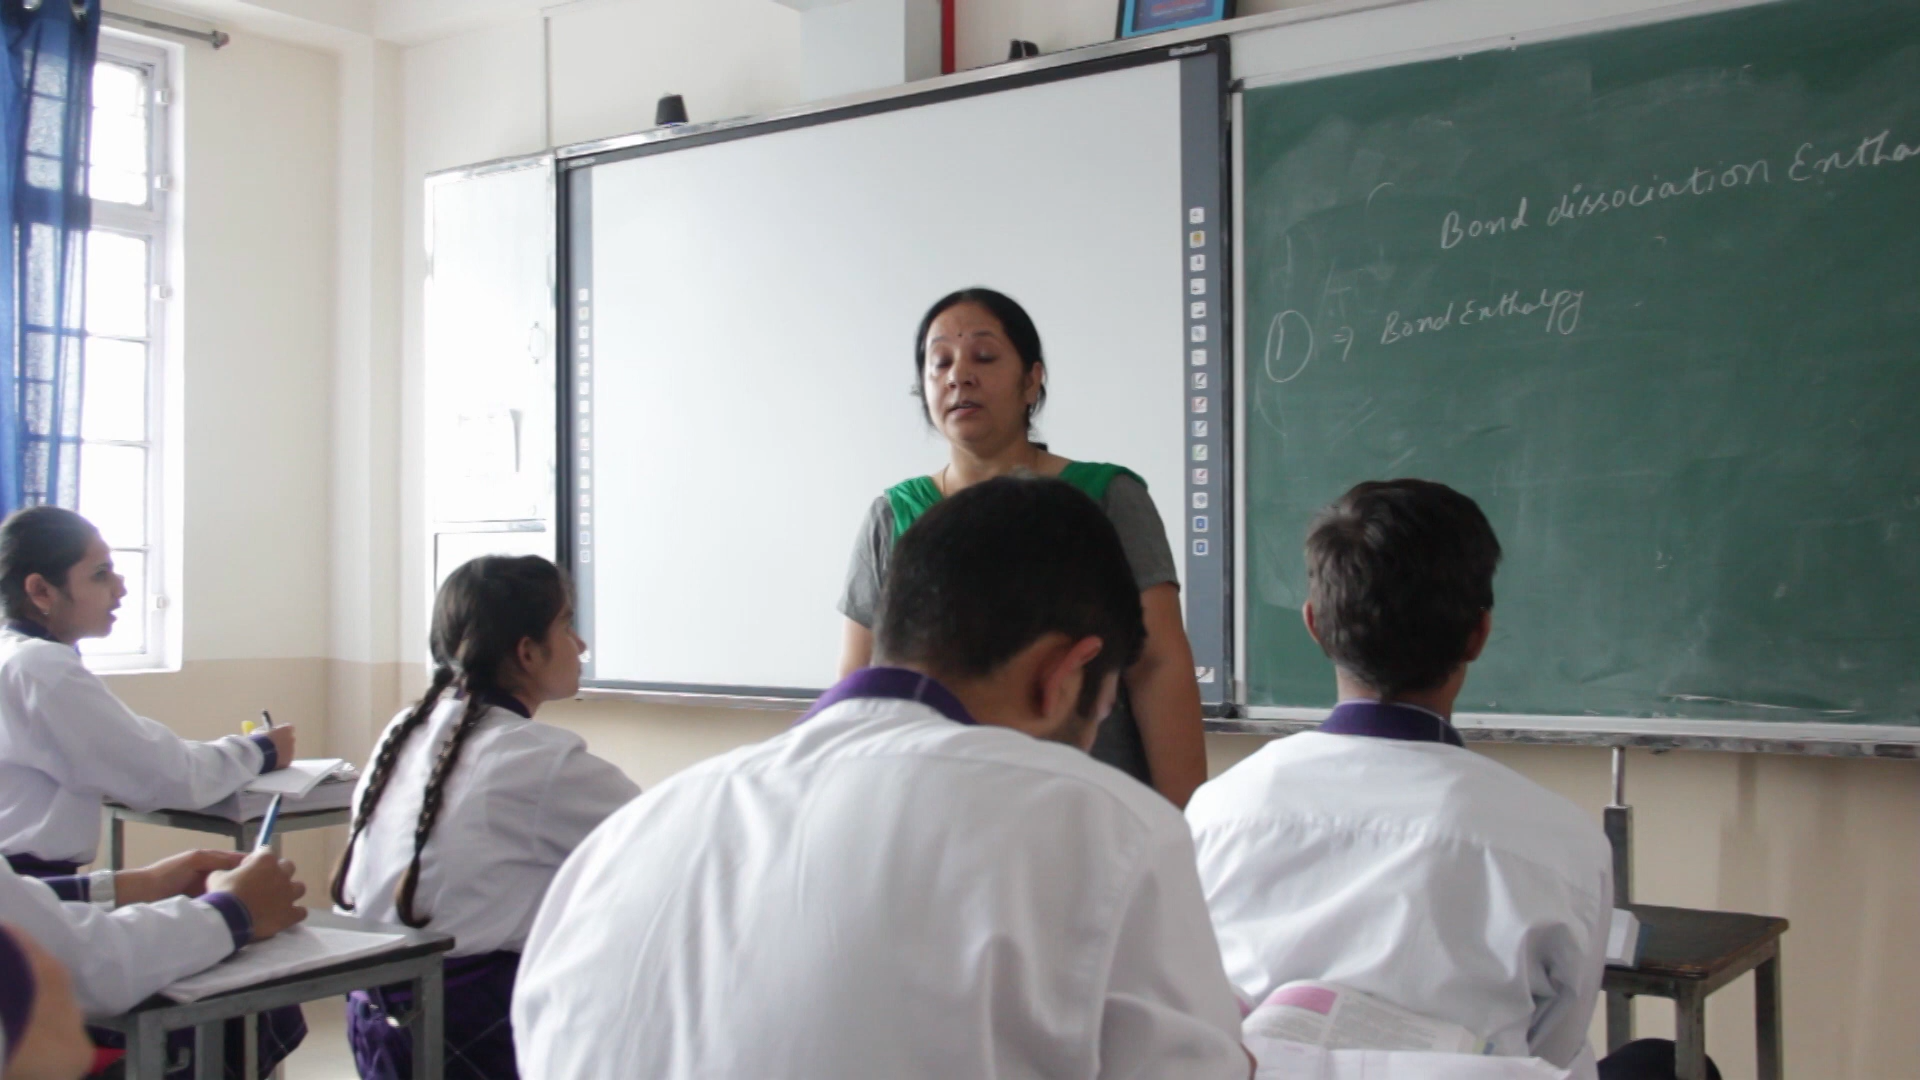 Bond dissociation Entha
① ⇒ Bond Enthalpy